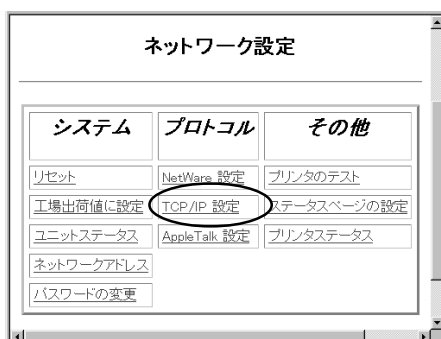 ネットワーク設定
システム プロトコル その他
リセット NetWare 設定 プリンタのテスト
工場出荷値に設定 TCP/IP 設定 ステータスページの設定
ユニットステータス AppleTalk 設定 プリンタステータス
ネットワークアドレス
パスワードの変更